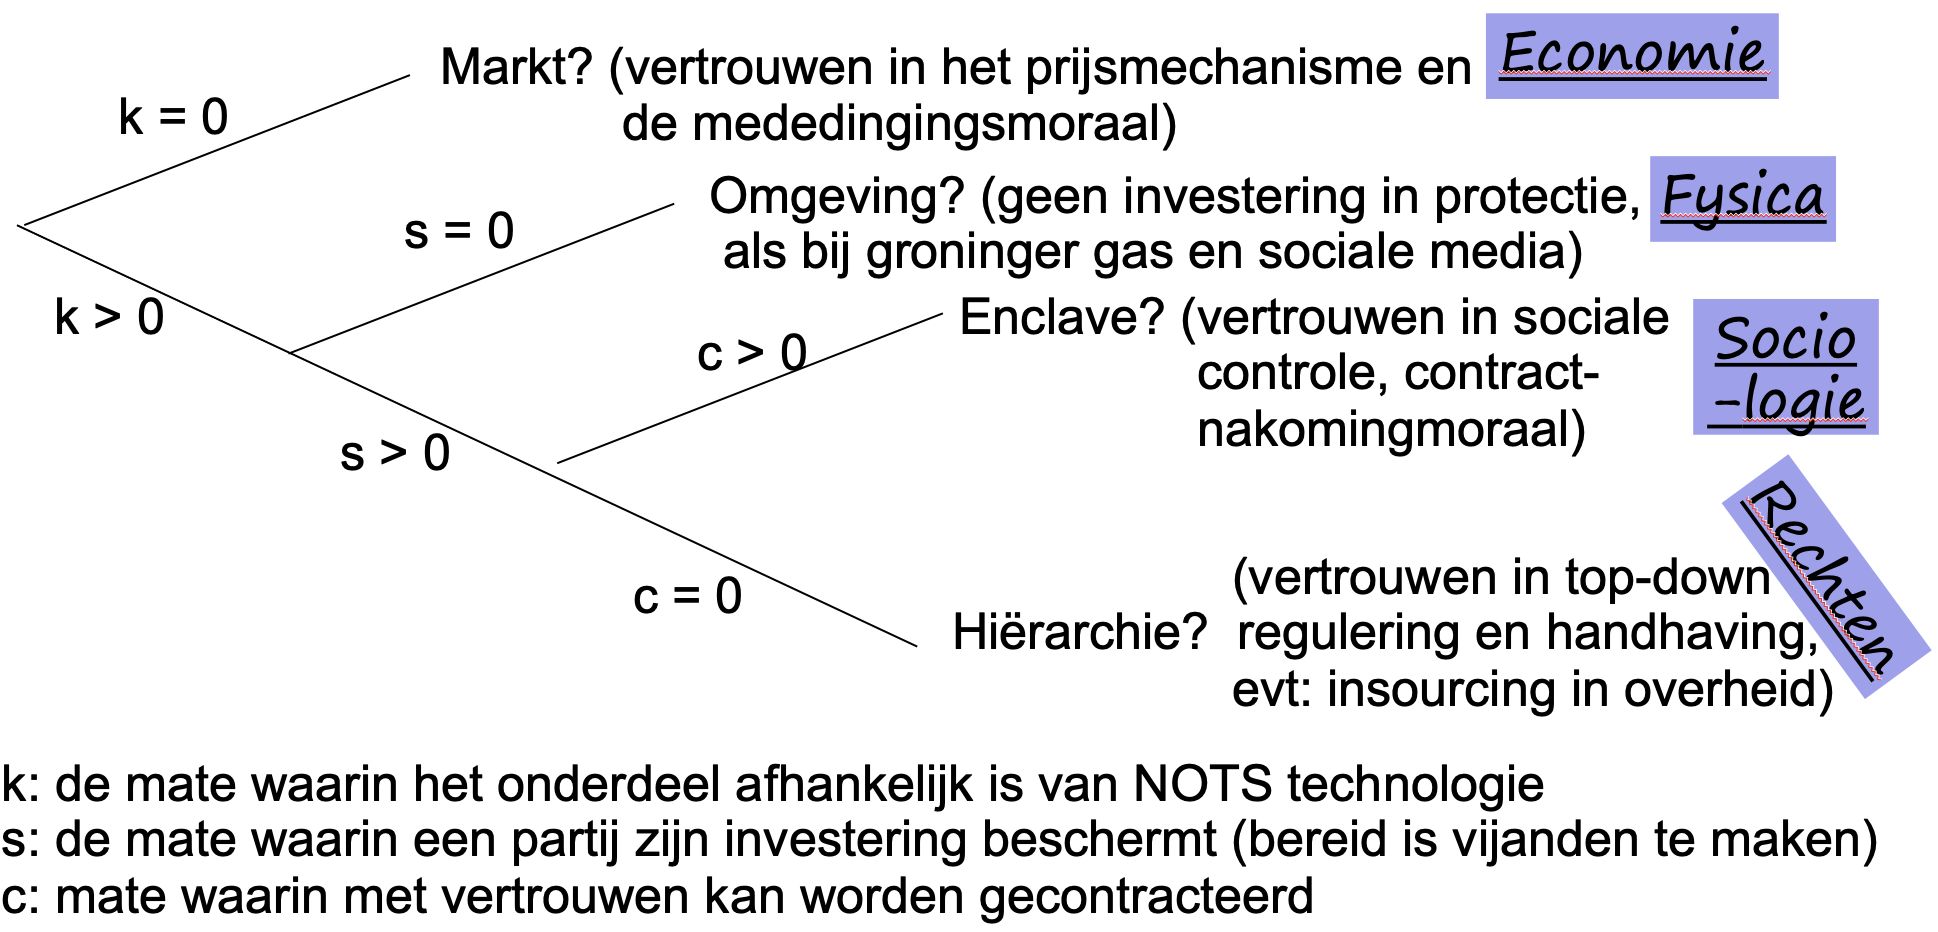 Markt? (vertrouwen in het prijsmechanisme en Economie
k = 0
de mededingingsmoraal)
Omgeving? (geen investering in protectie, Fysica
s = 0
als bij groninger gas en sociale media)
k > 0
Enclave? (vertrouwen in sociale
Socio
c > 0
controle, contract-
-logie
nakomingmoraal)
s > 0
Rechten
(vertrouwen in top-down
c = 0
Hiërarchie? regulering en handhaving,
evt: insourcing in overheid)
k: de mate waarin het onderdeel afhankelijk is van NOTS technologie
s: de mate waarin een partij zijn investering beschermt (bereid is vijanden te maken)
c: mate waarin met vertrouwen kan worden gecontracteerd